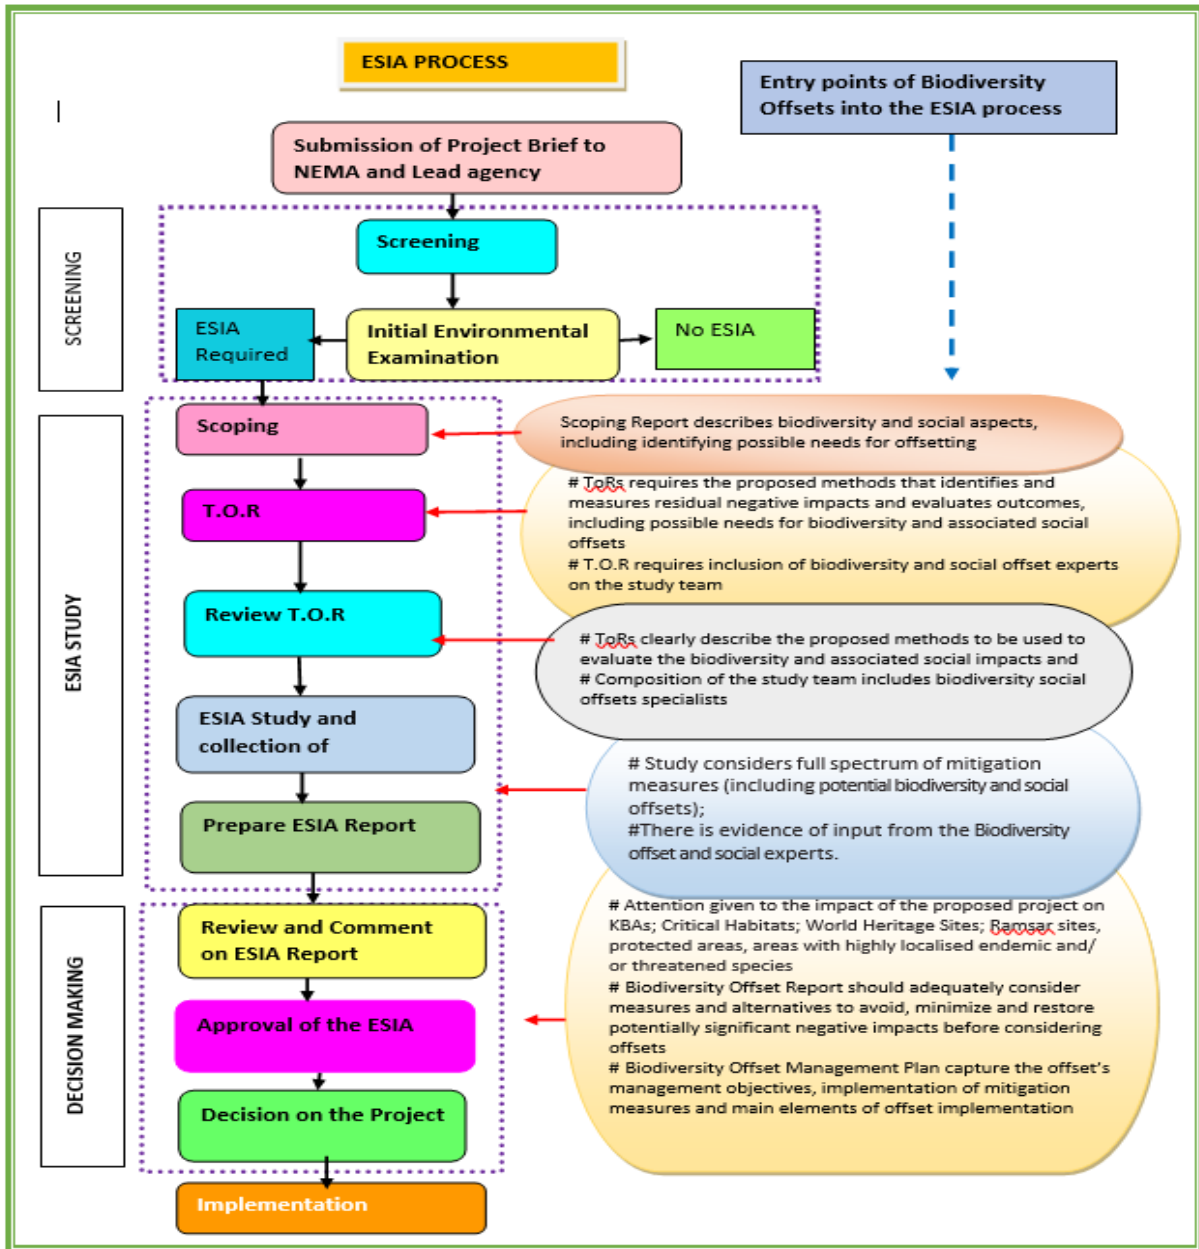 ESIA PROCESS
Entry points of Biodiversity
Offsets into the ESIA process
Submission of Project Brief to
NEMA and Lead agency
SCREENING
Screening
ESIA
Required
Initial Environmental
Examination
No ESIA
ESIA STUDY
Scoping
Scoping Report describes biodiversity and social aspects,
including identifying possible needs for offsetting
T.O.R
# ToRs requires the proposed methods that identifies and
measures residual negative impacts and evaluates outcomes,
including possible needs for biodiversity and associated social
offsets
# T.O.R requires inclusion of biodiversity and social offset experts
on the study team
Review T.O.R
# ToRs clearly describe the proposed methods to be used to
evaluate the biodiversity and associated social impacts and
# Composition of the study team includes biodiversity social
offsets specialists
ESIA Study and
collection of
Prepare ESIA Report
# Study considers full spectrum of mitigation
measures (including potential biodiversity and social
offsets);
#There is evidence of input from the Biodiversity
offset and social experts.
DECISION MAKING
Review and Comment
on ESIA Report
Approval of the ESIA
Decision on the Project
# Attention given to the impact of the proposed project on
KBAs; Critical Habitats; World Heritage Sites; Ramsar sites,
protected areas, areas with highly localised endemic and/
or threatened species
# Biodiversity Offset Report should adequately consider
measures and alternatives to avoid, minimize and restore
potentially significant negative impacts before considering
offsets
# Biodiversity Offset Management Plan capture the offset's
management objectives, implementation of mitigation
measures and main elements of offset implementation
Implementation